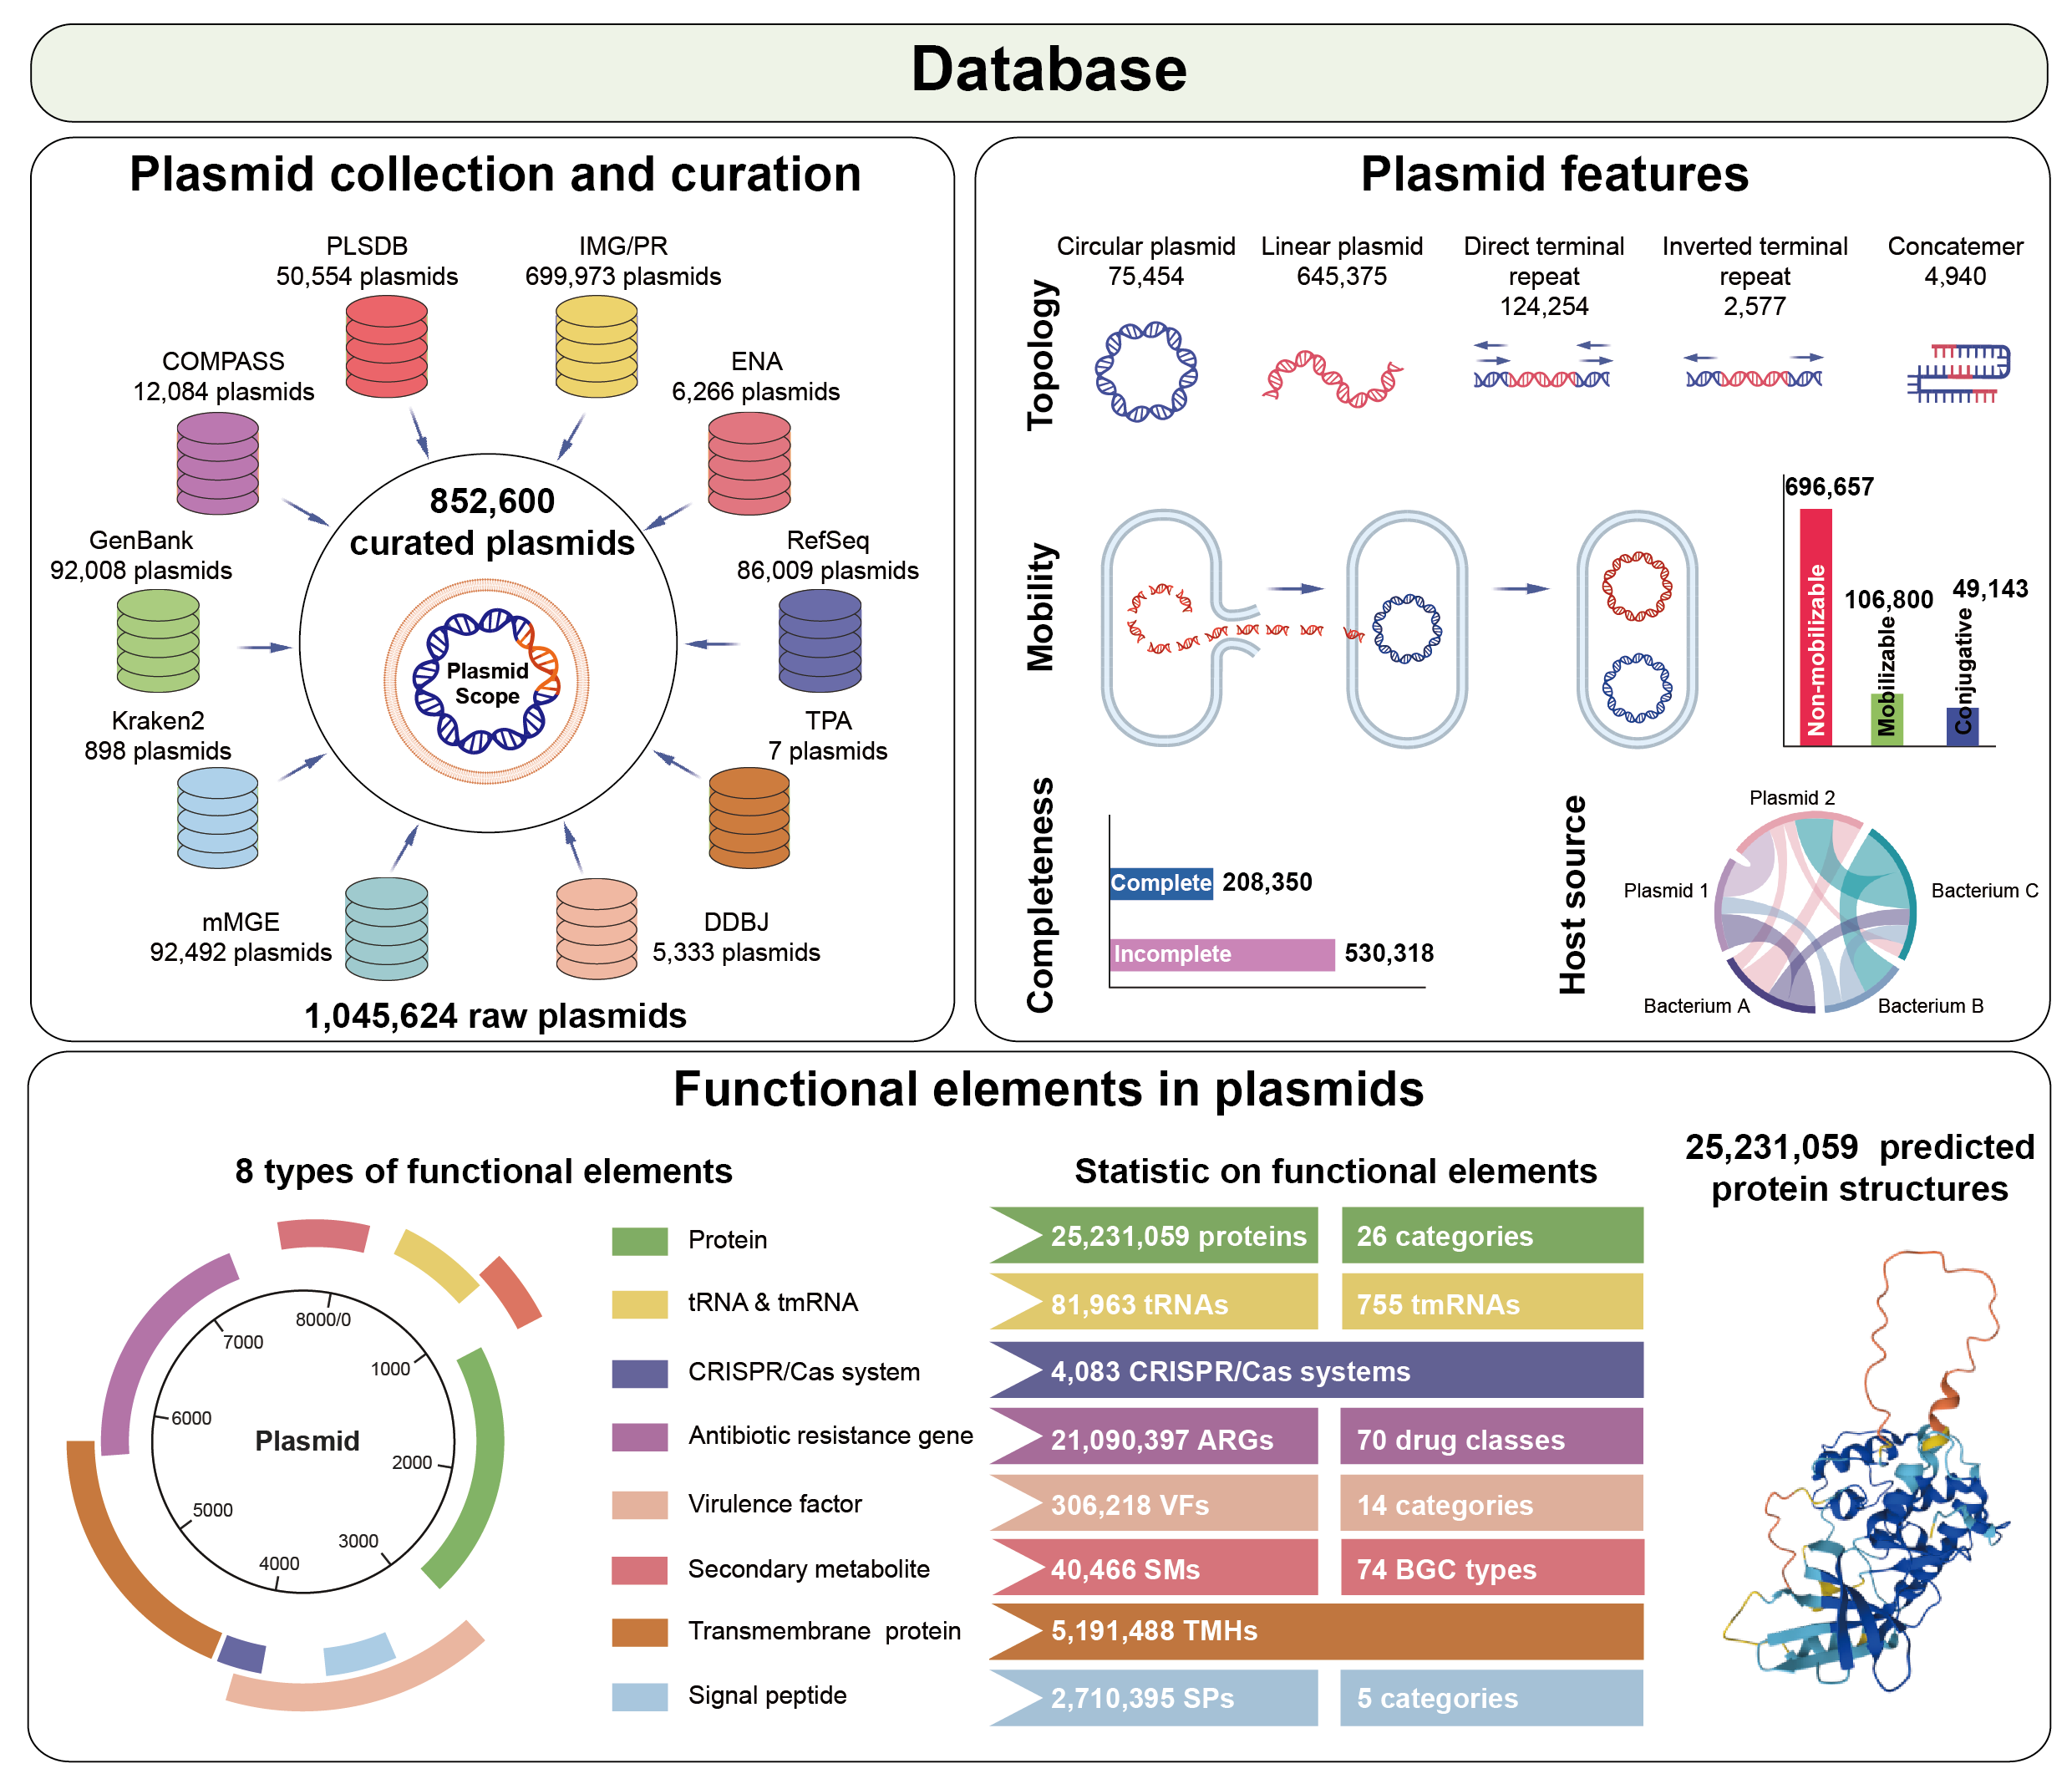 Database
Plasmid collection and curation
PLSDB
50,554 plasmids
IMG/PR
699,973 plasmids
COMPASS
12,084 plasmids
ENA
6,266 plasmids
GenBank
92,008 plasmids
RefSeq
86,009 plasmids
Kraken2
898 plasmids
TPA
7 plasmids
mMGE
92,492 plasmids
DDBJ
5,333 plasmids
852,600
curated plasmids
Plasmid
Scope
1,045,624 raw plasmids
Plasmid features
Topology
Circular plasmid
75,454
Linear plasmid
645,375
Direct terminal
repeat
124,254
Inverted terminal
repeat
2,577
Concatemer
4,940
Mobility
696,657
Non-mobilizable
106,800
Mobilizable
49,143
Conjugative
Completeness
Complete
208,350
Incomplete
530,318
Host source
Plasmid 2
Plasmid 1
Bacterium C
Bacterium A
Bacterium B
Functional elements in plasmids
8 types of functional elements
8000/0
1000
2000
3000
4000
5000
6000
7000
Plasmid
Protein
tRNA & tmRNA
CRISPR/Cas system
Antibiotic resistance gene
Virulence factor
Secondary metabolite
Transmembrane protein
Signal peptide
Statistic on functional elements
25,231,059 proteins
26 categories
81,963 tRNAs
755 tmRNAs
4,083 CRISPR/Cas systems
21,090,397 ARGs
70 drug classes
306,218 VFs
14 categories
40,466 SMs
74 BGC types
5,191,488 TMHs
2,710,395 SPs
5 categories
25,231,059 predicted
protein structures